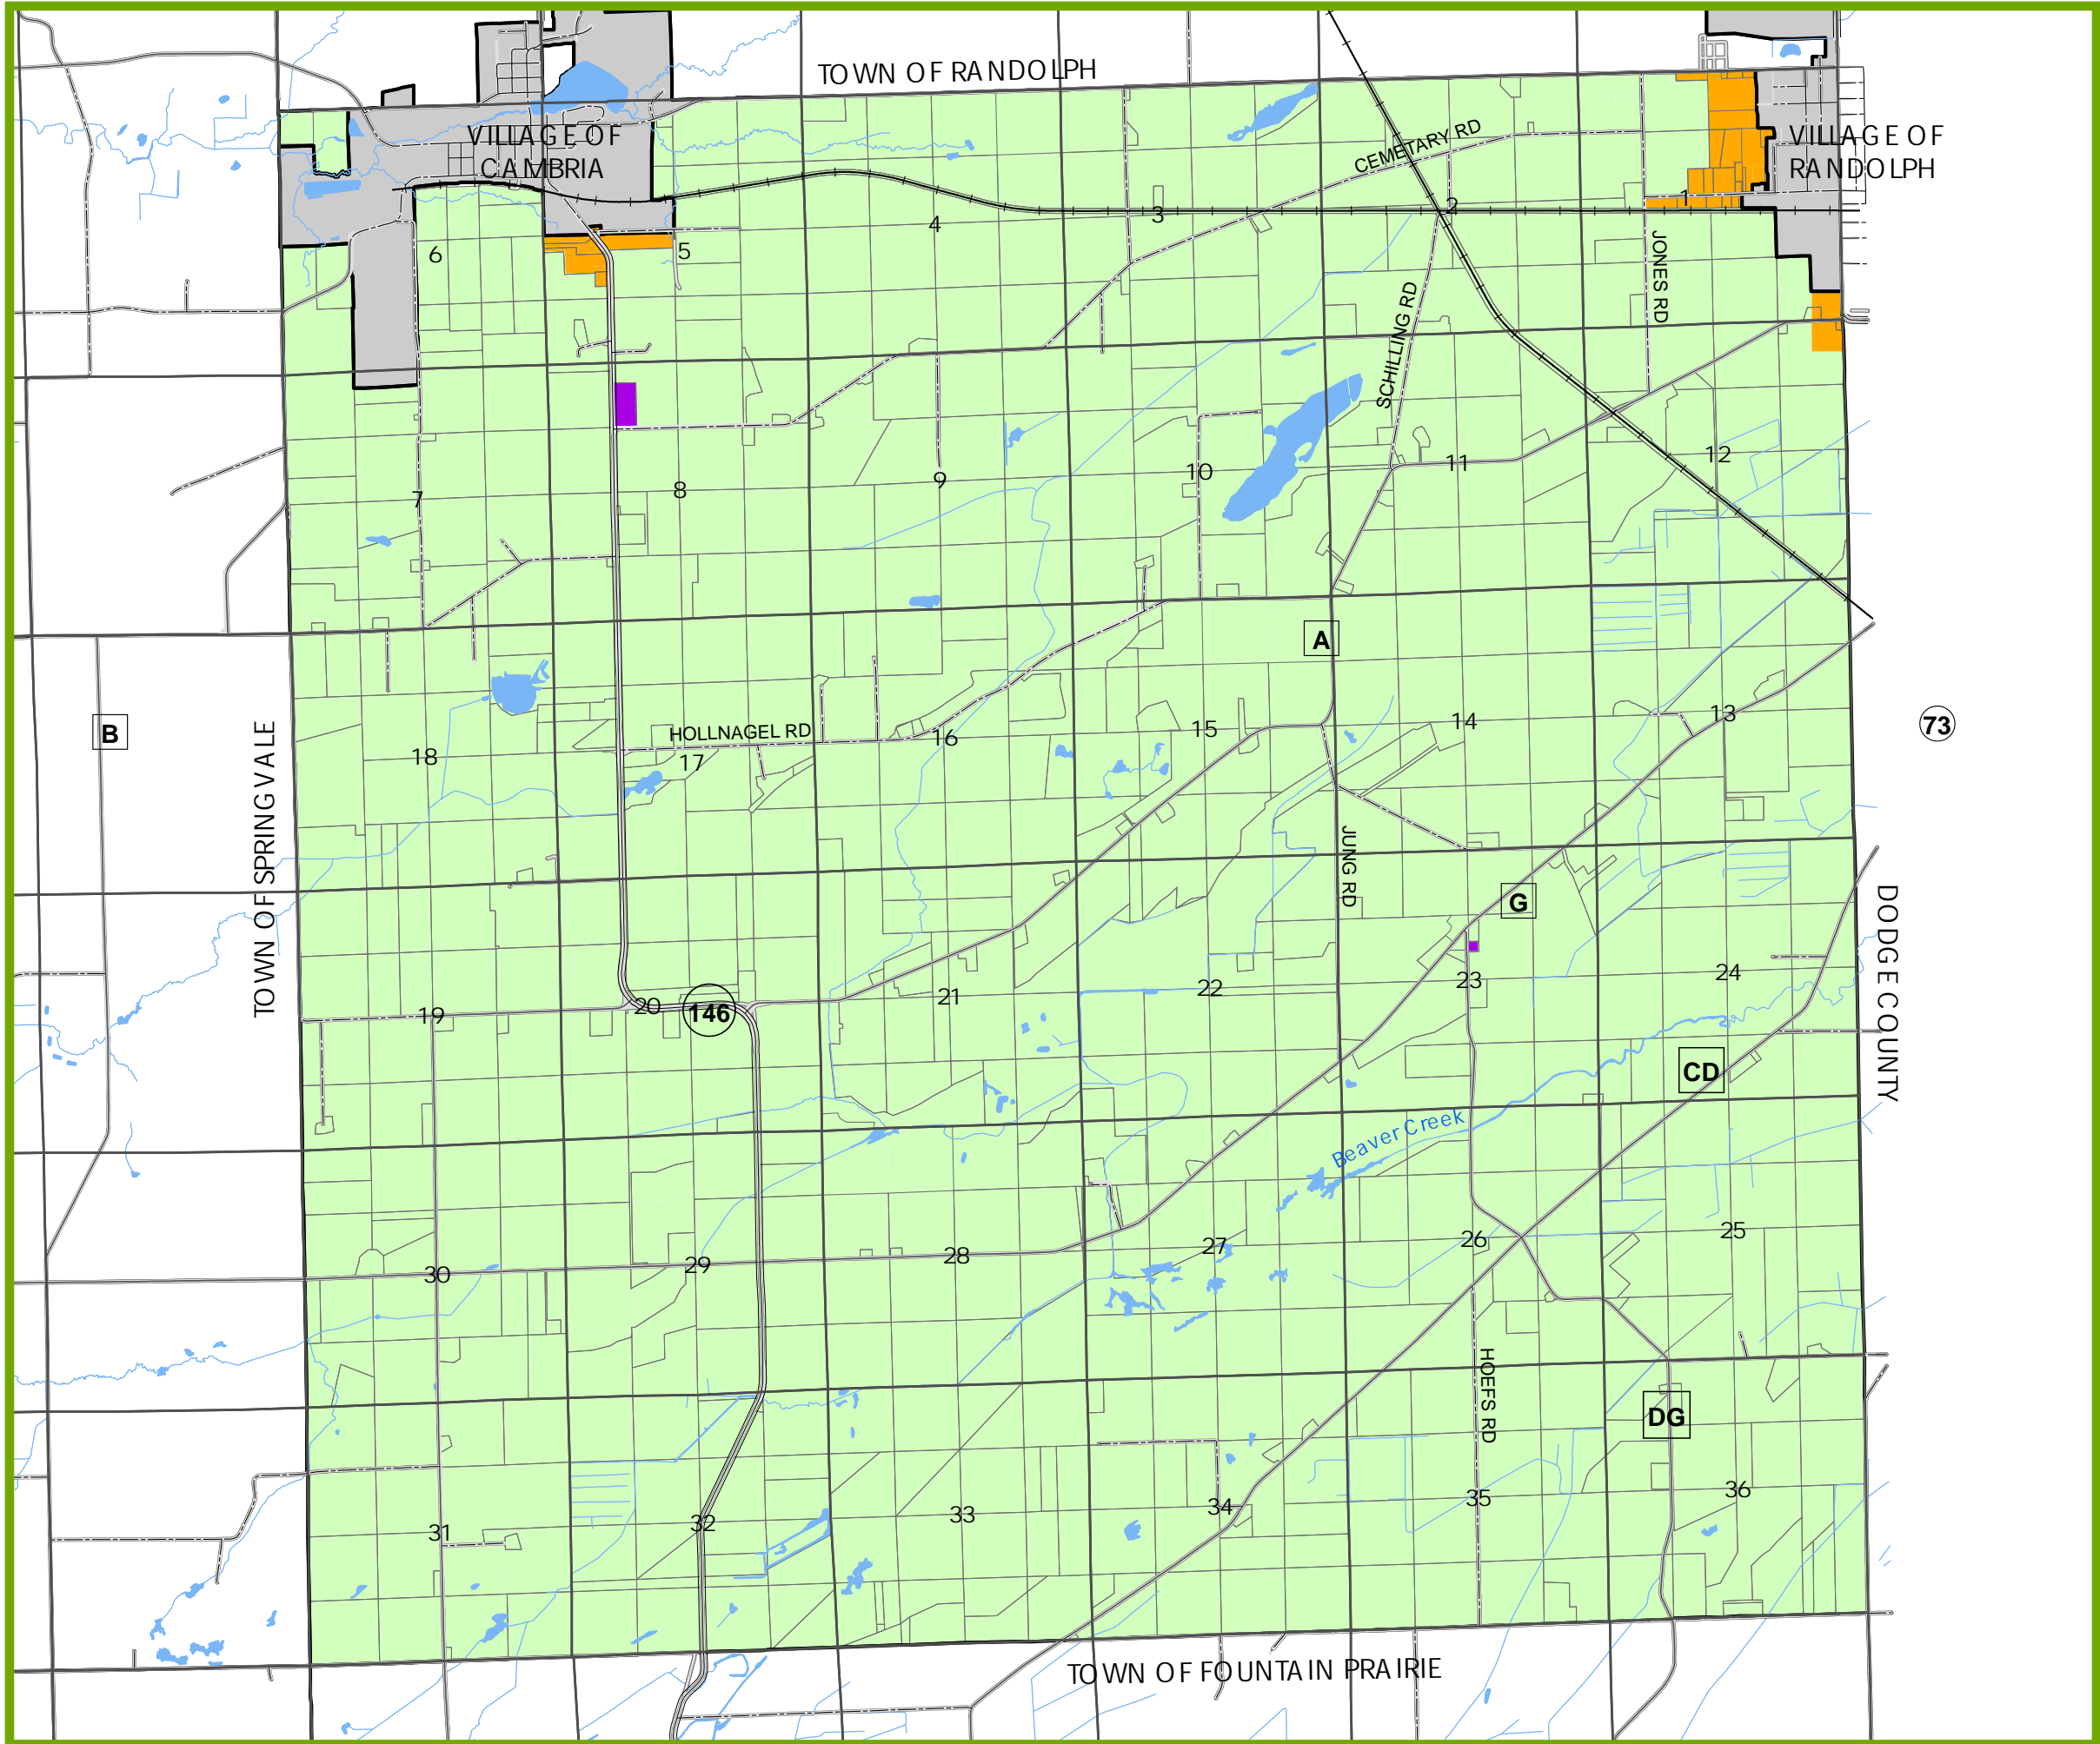 TOWN OF RANDOLPH
VILLAGE OF
CAMBRIA
VILLAGE OF
RANDOLPH
CEMETARY RD
1
2
3
4
5
6
JONES RD
SCHILLING RD
7
8
9
10
11
12
A
B
73
HOLLNAGEL RD
18
17
16
15
14
13
TOWN OF SPRINGVALE
JUNG RD
G
DODGE COUNTY
19
20
146
21
22
23
24
CD
Beaver Creek
30
29
28
27
26
25
HOEFS RD
DG
31
32
33
34
35
36
TOWN OF FOUNTAIN PRAIRIE